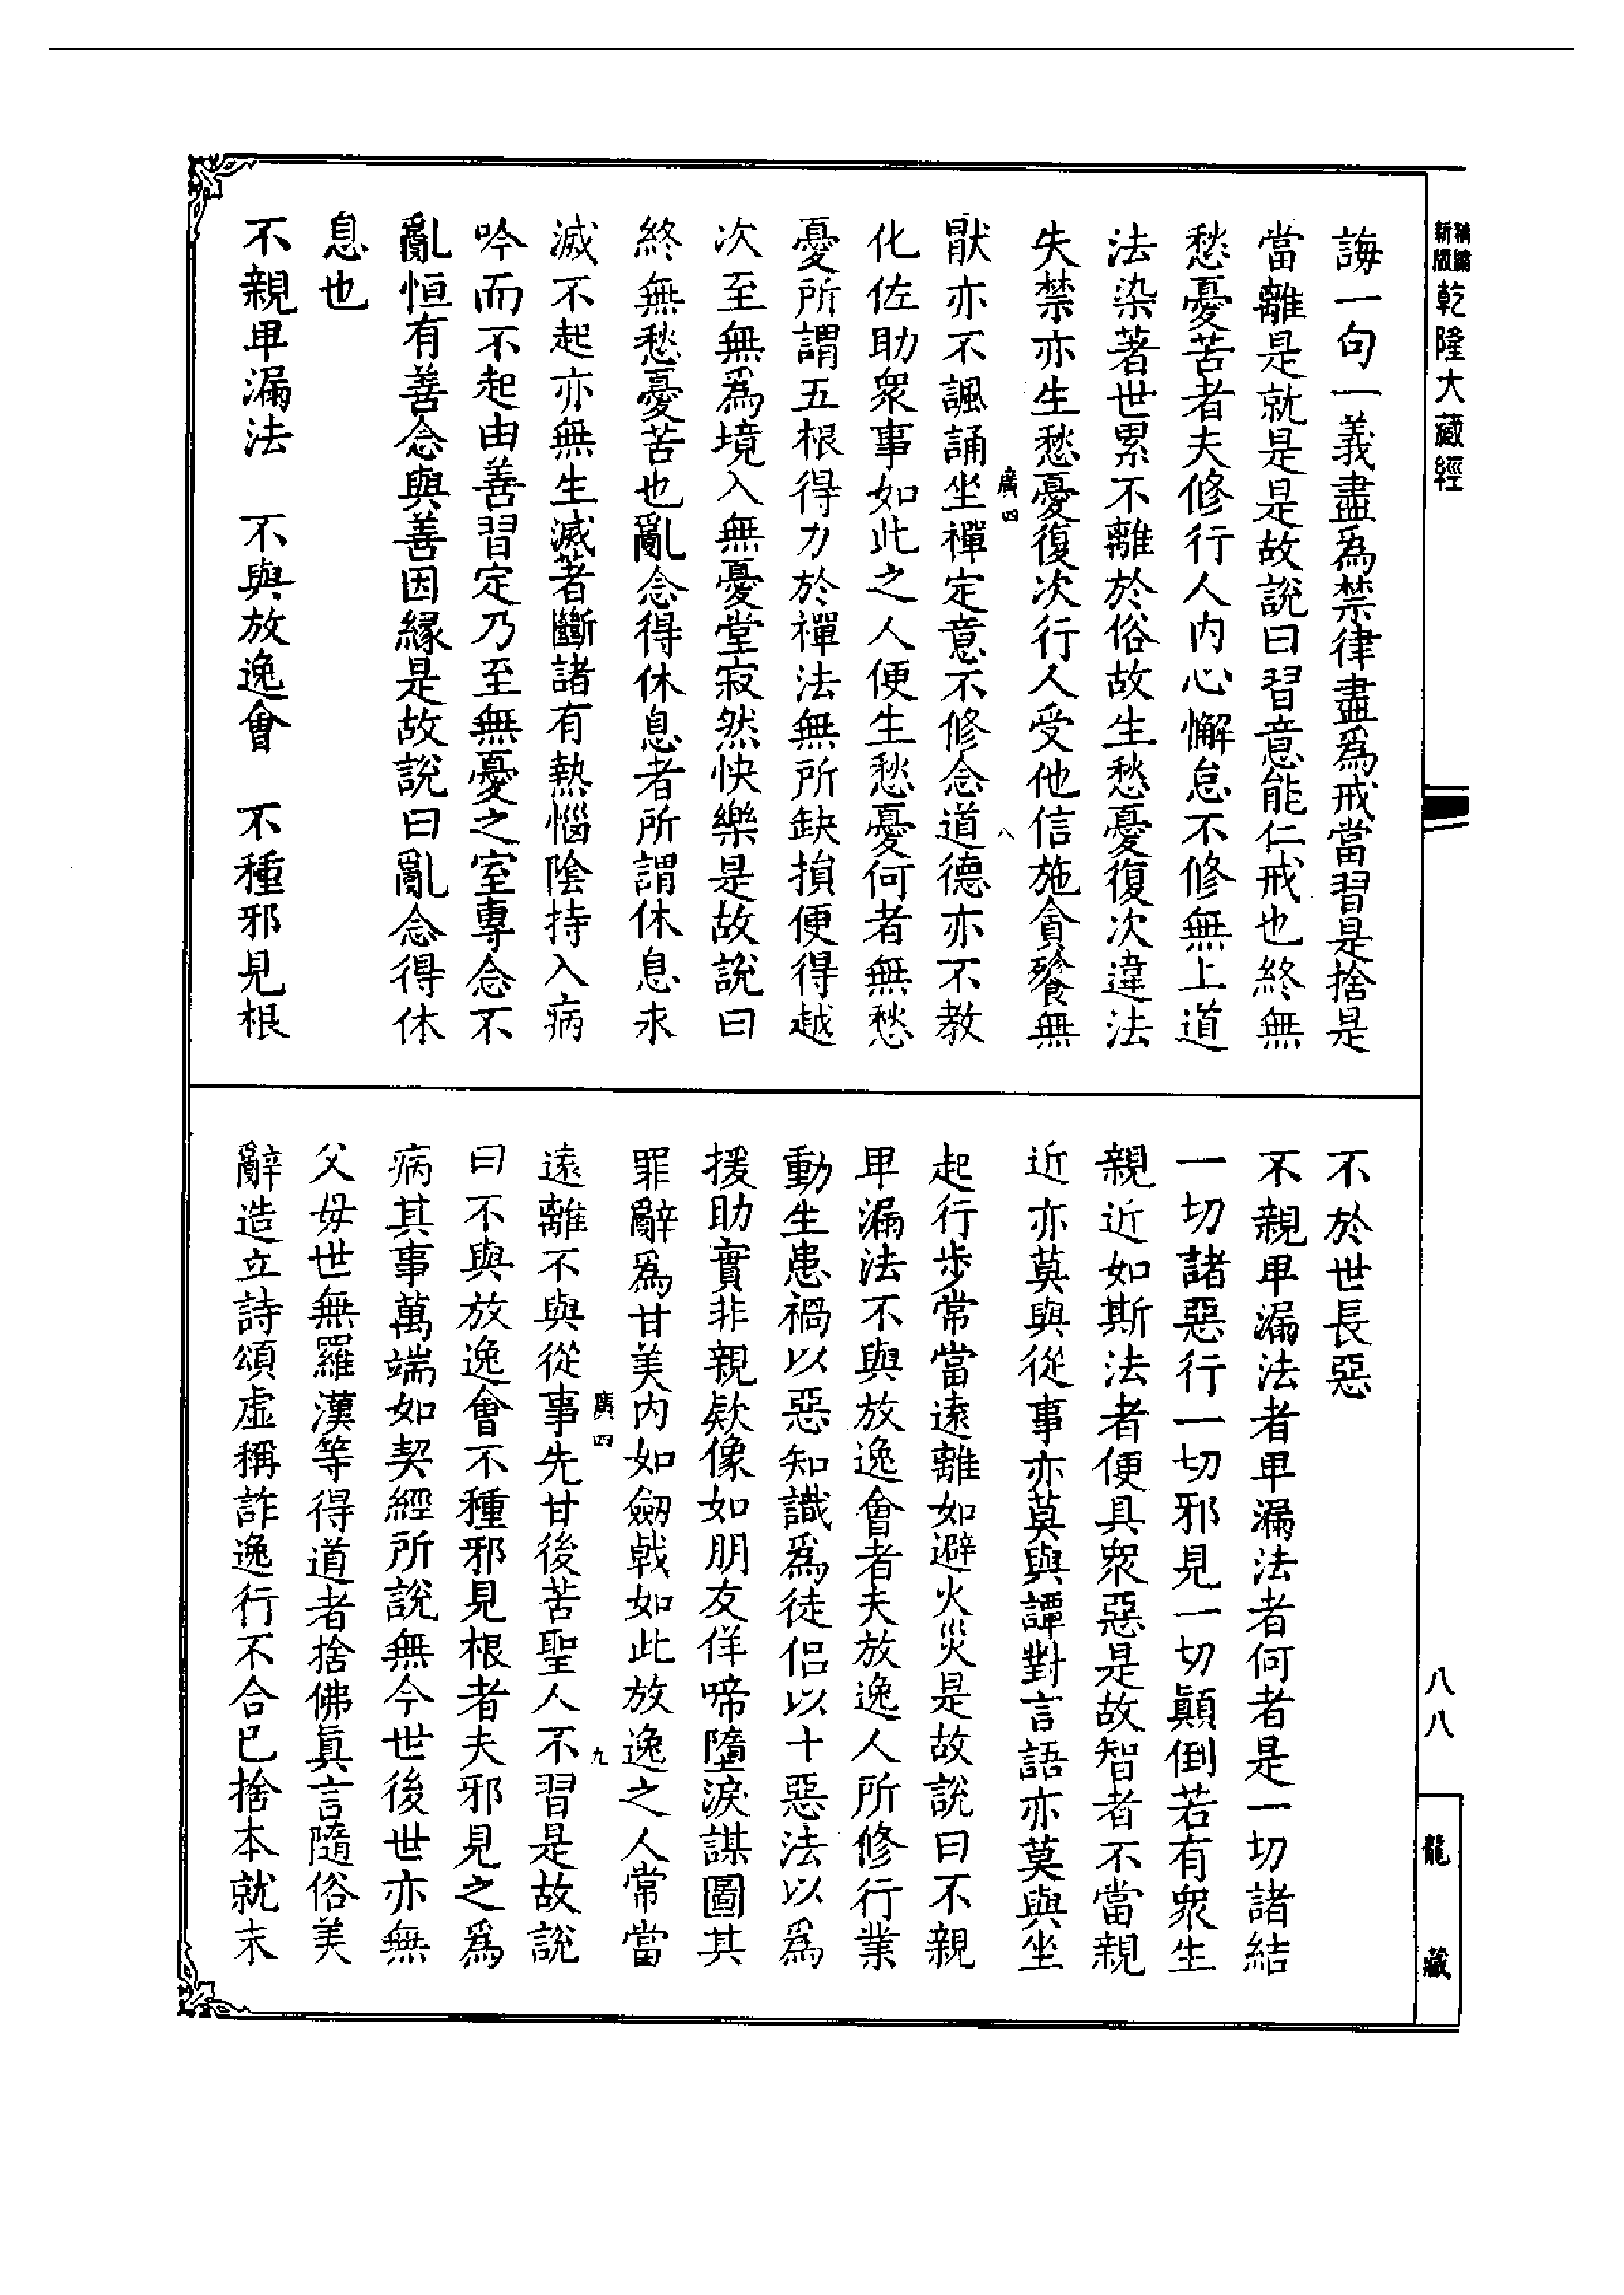 新編
新版
乾隆大藏經
誨一句一義盡爲禁律盡爲戒當習是捨是
當離是就是是故說曰習意能仁戒也終無
愁憂苦者夫修行人內心懈怠不修無上道
法染著世累不離於俗故生愁憂復次違法
失禁亦生愁憂復次行人受他信施貪餮無
猒亦不諷誦坐禪定意不修念道德亦不教
化佐助衆事如此之人便生愁憂何者無愁
憂所謂五根得力於禪法無所缺損便得越
次至無爲境入無憂堂寂然快樂是故說曰
終無愁憂苦也亂念得休息者所謂休息永
滅不起亦無生滅著斷諸有熱惱陰持入病
吟而不起由善習定乃至無憂之室專念不
亂恒有善念與善因緣是故說曰亂念得休
息也
不親卑漏法　不與放逸會　不種邪見根
廣四
八
不於世長惡
不親卑漏法者卑漏法者何者是一切諸結
一切諸惡行一切邪見一切顛倒若有衆生
親近如斯法者便具衆惡是故智者不當親
近亦莫與從事亦莫與譚對言語亦莫與坐
起行步常當遠離如避火災是故說曰不親
卑漏法不與放逸會者夫放逸人所修行業
動生患禍以惡知識爲徒侶以十惡法以爲
援助實非親欵像如朋友佯啼墮淚謀圖其
罪辭爲甘美內如劒戟如此放逸之人常當
遠離不與從事先甘後苦聖人不習是故說
曰不與放逸會不種邪見根者夫邪見之爲
病其事萬端如契經所說無今世後世亦無
父母世無羅漢等得道者捨佛真言隨俗美
辭造立詩頌虛稱詐逸行不合已捨本就末
廣四
九
八八
龍藏